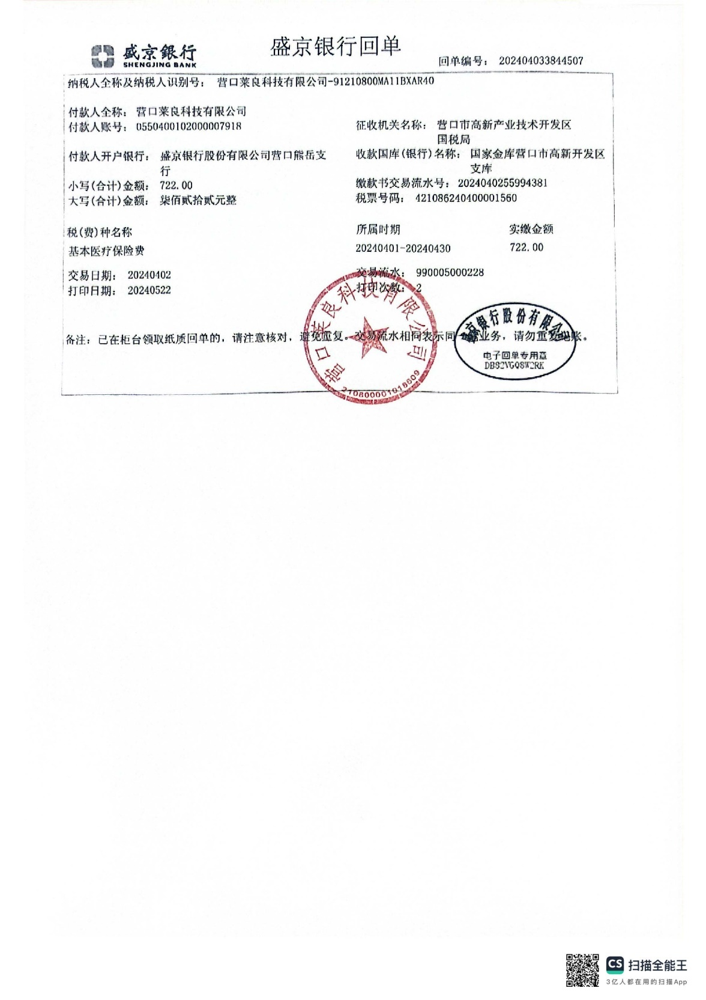 盛京銀行
SHENGJING BANK
盛京银行回单
回单编号： 202404033844507
纳税人全称及纳税人识别号： 营口莱良科技有限公司-91210800MA11BXAR40
付款人全称： 营口莱良科技有限公司
付款人账号： 0550400102000007918
征收机关名称： 营口市高新产业技术开发区
国税局
付款人开户银行： 盛京银行股份有限公司营口熊岳支
行
收款国库(银行)名称： 国家金库营口市高新开发区
支库
小写(合计)金额： 722.00
缴款书交易流水号： 2024040255994381
大写(合计)金额： 柒佰贰拾贰元整
税票号码： 421086240400001560
税(费)种名称 所属时期 实缴金额
基本医疗保险费 20240401-20240430 722.00
交易日期： 20240402
交易流水： 990005000228
打印日期： 20240522
打印次数： 2
备注：已在柜台领取纸质回单的，请注意核对，避免重复。交易流水相同表示同一笔业务，请勿重复记账。
营口莱良科技有限公司
盛京银行股份有限公司
电子回单专用章
扫描全能王
3亿人都在用的扫描App
CS